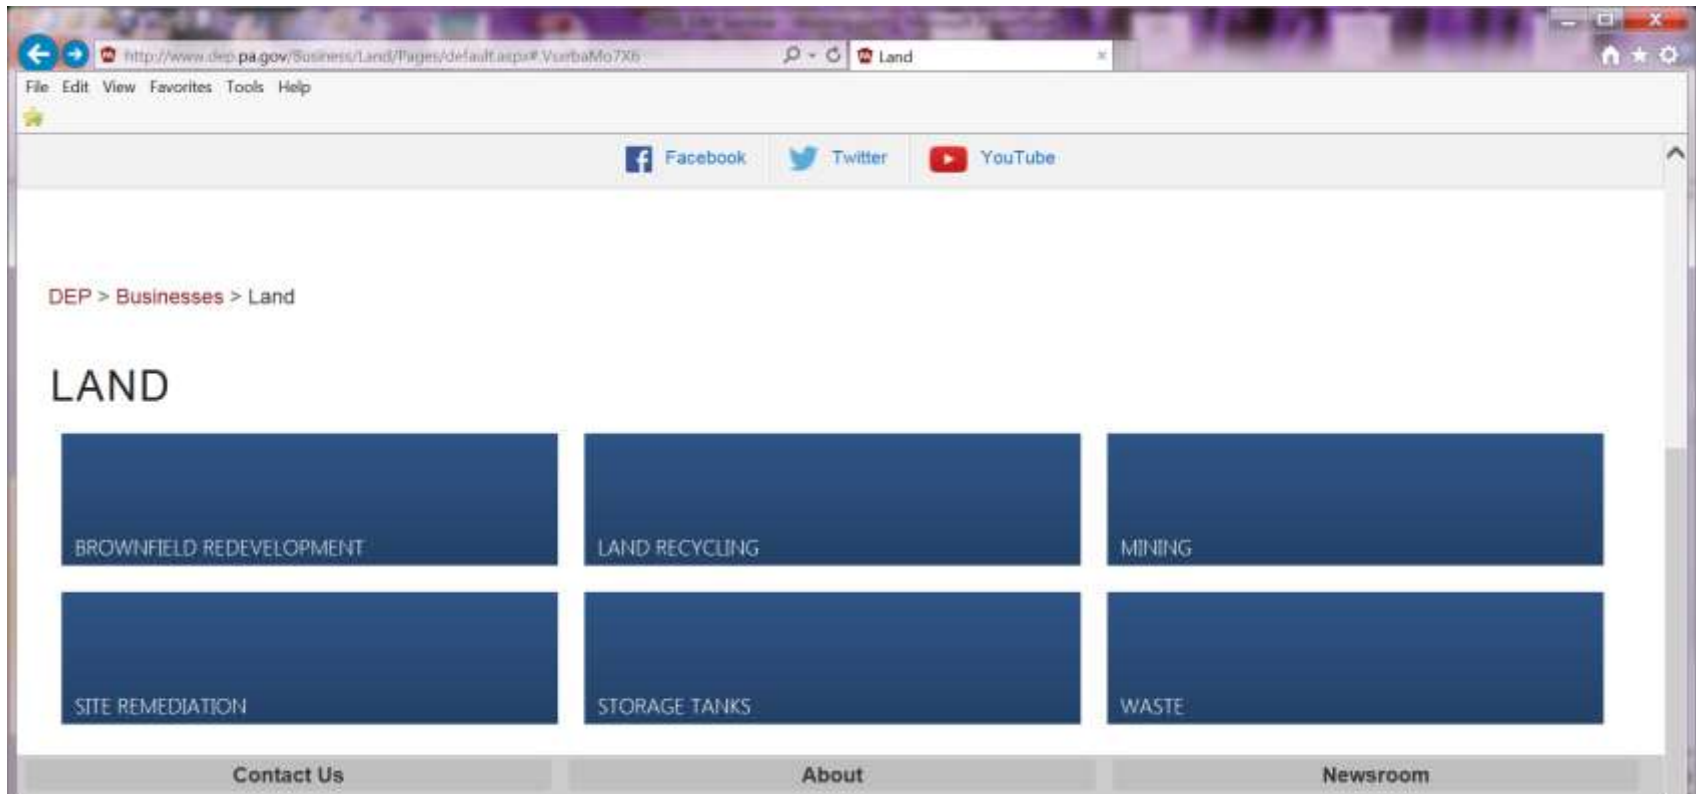 http://www.dep.pa.gov/Business/Land/Pages/default.aspx#.VsxrbaMo7X6
Land
File Edit View Favorites Tools Help
Facebook Twitter YouTube
DEP > Businesses > Land
LAND
BROWNFIELD REDEVELOPMENT LAND RECYCLING MINING
SITE REMEDIATION STORAGE TANKS WASTE
Contact Us About Newsroom